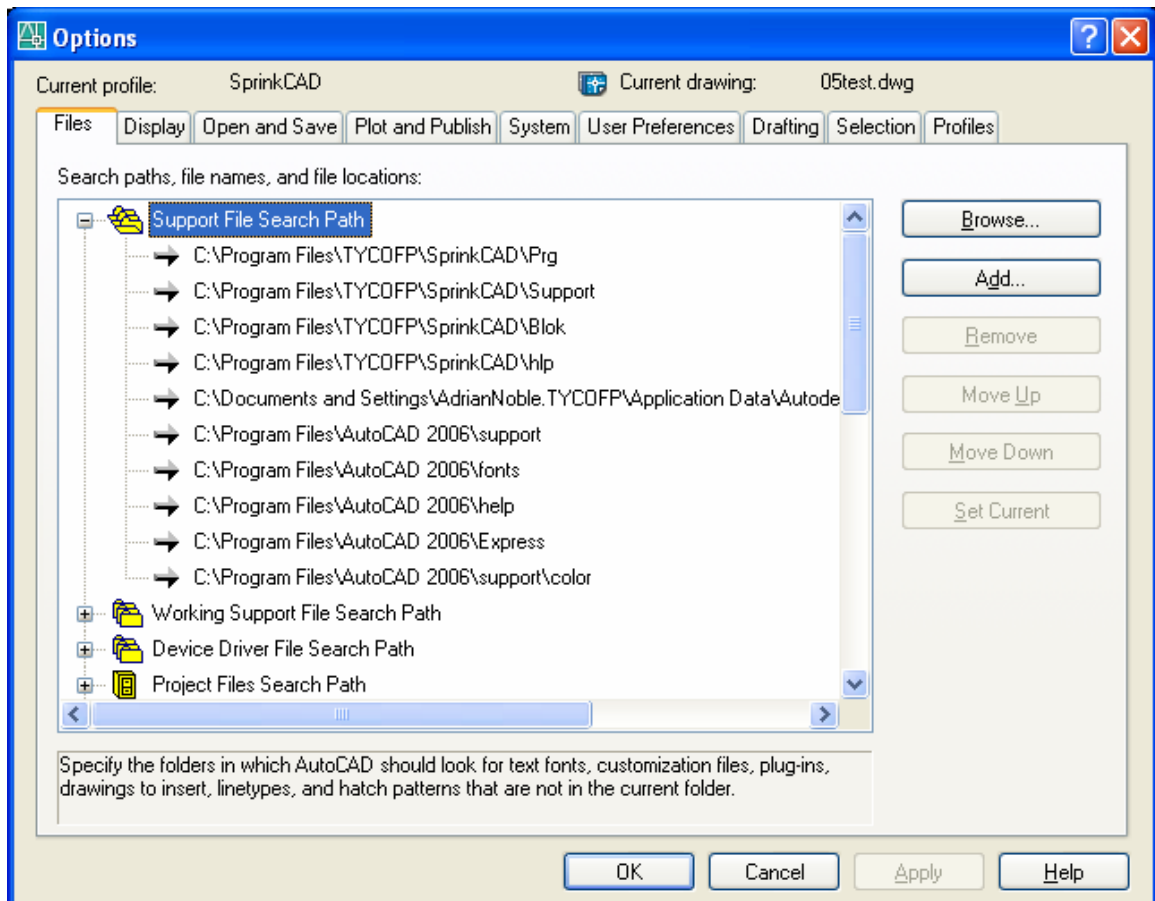 Options
Current profile: SprinkCAD Current drawing: 05test.dwg
Files Display Open and Save Plot and Publish System User Preferences Drafting Selection Profiles
Search paths, file names, and file locations:
Support File Search Path
C:\Program Files\TYCOFP\SprinkCAD\Prg
C:\Program Files\TYCOFP\SprinkCAD\Support
C:\Program Files\TYCOFP\SprinkCAD\Blok
C:\Program Files\TYCOFP\SprinkCAD\hlp
C:\Documents and Settings\AdrianNoble.TYCOFP\Application Data\Autode
C:\Program Files\AutoCAD 2006\support
C:\Program Files\AutoCAD 2006\fonts
C:\Program Files\AutoCAD 2006\help
C:\Program Files\AutoCAD 2006\Express
C:\Program Files\AutoCAD 2006\support\color
Working Support File Search Path
Device Driver File Search Path
Project Files Search Path
Browse...
Add...
Remove
Move Up
Move Down
Set Current
Specify the folders in which AutoCAD should look for text fonts, customization files, plug-ins,
drawings to insert, linetypes, and hatch patterns that are not in the current folder.
OK Cancel Apply Help